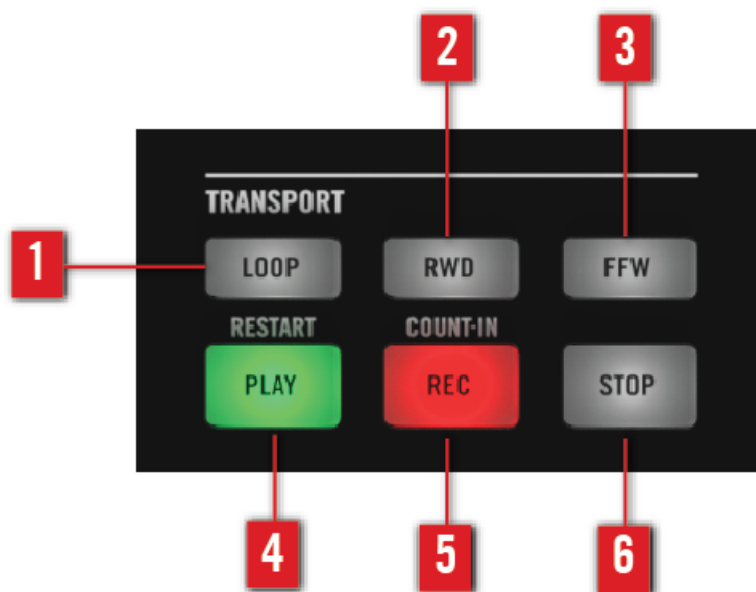 2 3
TRANSPORT
1 LOOP RWD FFW
RESTART COUNT-IN
PLAY REC STOP
4 5 6